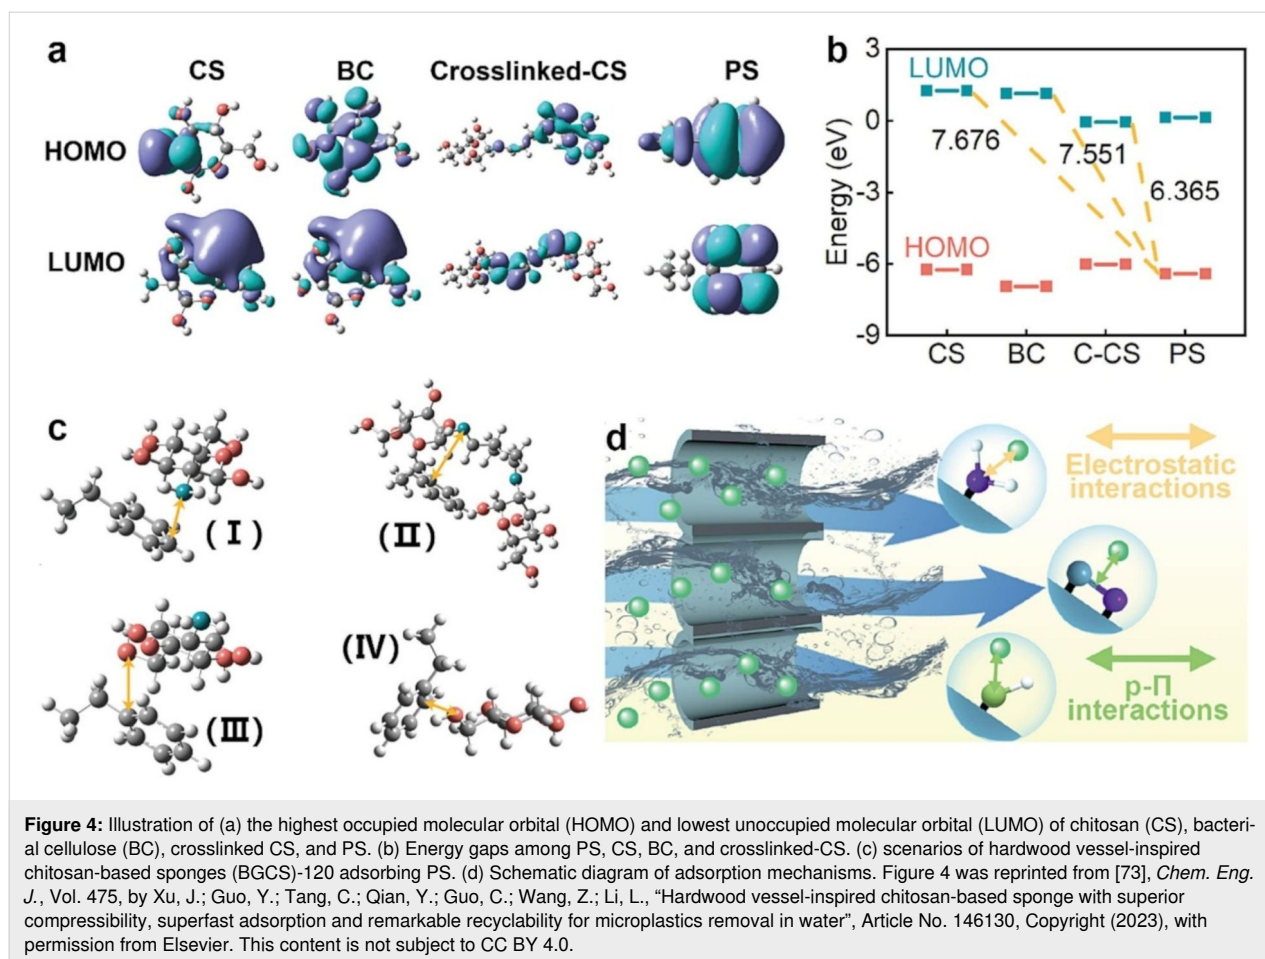 a
CS
BC
Crosslinked-CS
PS
HOMO
LUMO
b
3
0
-3
-6
-9
Energy (eV)
LUMO
7.676
7.551
6.365
HOMO
CS
BC
C-CS
PS
c
(I)
(II)
(III)
(IV)
d
Electrostatic
interactions
p-Π
interactions
Figure 4: Illustration of (a) the highest occupied molecular orbital (HOMO) and lowest unoccupied molecular orbital (LUMO) of chitosan (CS), bacteri-
al cellulose (BC), crosslinked CS, and PS. (b) Energy gaps among PS, CS, BC, and crosslinked-CS. (c) scenarios of hardwood vessel-inspired
chitosan-based sponges (BGCS)-120 adsorbing PS. (d) Schematic diagram of adsorption mechanisms. Figure 4 was reprinted from [73], Chem. Eng.
J., Vol. 475, by Xu, J.; Guo, Y.; Tang, C.; Qian, Y.; Guo, C.; Wang, Z.; Li, L., “Hardwood vessel-inspired chitosan-based sponge with superior
compressibility, superfast adsorption and remarkable recyclability for microplastics removal in water”, Article No. 146130, Copyright (2023), with
permission from Elsevier. This content is not subject to CC BY 4.0.